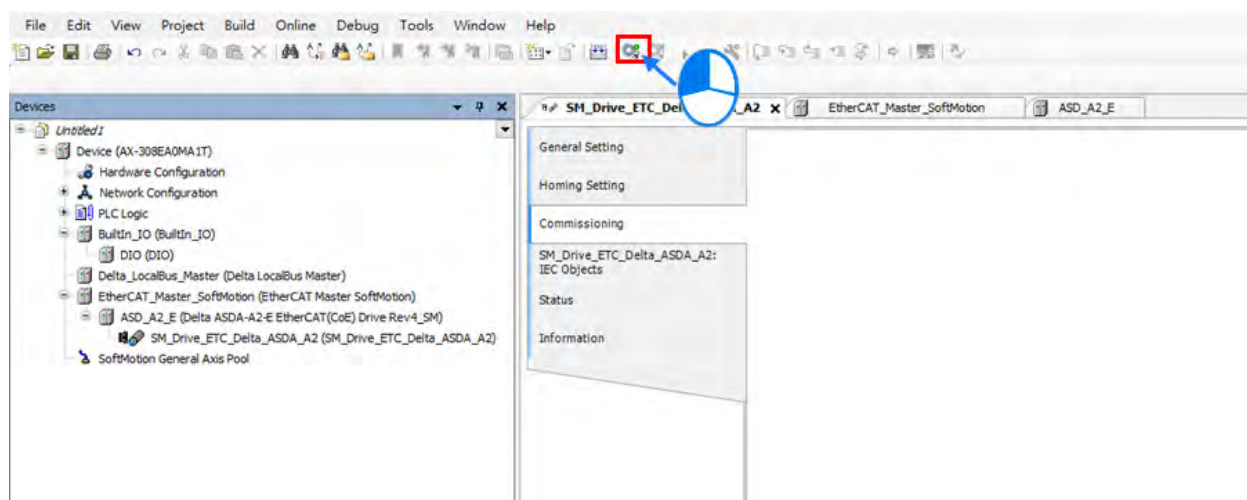 File Edit View Project Build Online Debug Tools Window Help
Devices
Untitled1
Device (AX-308EA0MA1T)
Hardware Configuration
Network Configuration
PLC Logic
BuiltIn_IO (BuiltIn_IO)
DIO (DIO)
Delta_LocalBus_Master (Delta LocalBus Master)
EtherCAT_Master_SoftMotion (EtherCAT Master SoftMotion)
ASD_A2_E (Delta ASDA-A2-E EtherCAT(CoE) Drive Rev4_SM)
SM_Drive_ETC_Delta_ASDA_A2 (SM_Drive_ETC_Delta_ASDA_A2)
SoftMotion General Axis Pool
SM_Drive_ETC_Del _A2 EtherCAT_Master_SoftMotion ASD_A2_E
General Setting
Homing Setting
Commissioning
SM_Drive_ETC_Delta_ASDA_A2:
IEC Objects
Status
Information